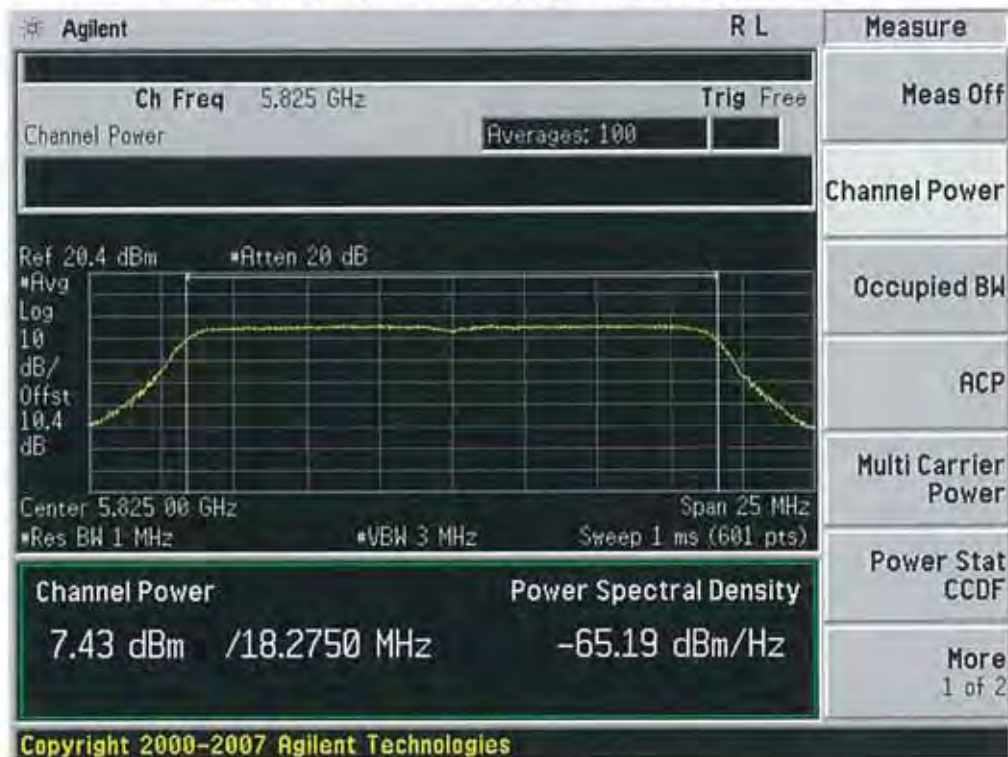 Agilent R L Measure
Ch Freq 5.825 GHz Trig Free
Channel Power Averages: 100
Meas Off
Channel Power
Occupied BW
ACP
Multi Carrier
Power
Power Stat
CCDF
More
1 of 2
Ref 20.4 dBm *Atten 20 dB
*Avg
Log
10
dB/
Offst
10.4
dB
Center 5.825 00 GHz Span 25 MHz
*Res BW 1 MHz *VBW 3 MHz Sweep 1 ms (601 pts)
Channel Power Power Spectral Density
7.43 dBm /18.2750 MHz -65.19 dBm/Hz
Copyright 2000-2007 Agilent Technologies